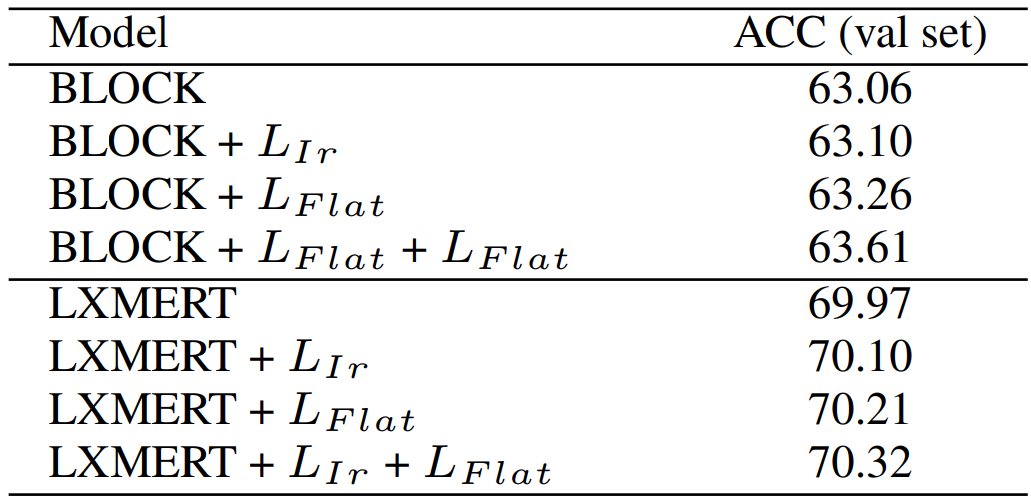 Model ACC (val set)
BLOCK 63.06
BLOCK + L_{Ir} 63.10
BLOCK + L_{Flat} 63.26
BLOCK + L_{Flat} + L_{Flat} 63.61
LXMERT 69.97
LXMERT + L_{Ir} 70.10
LXMERT + L_{Flat} 70.21
LXMERT + L_{Ir} + L_{Flat} 70.32